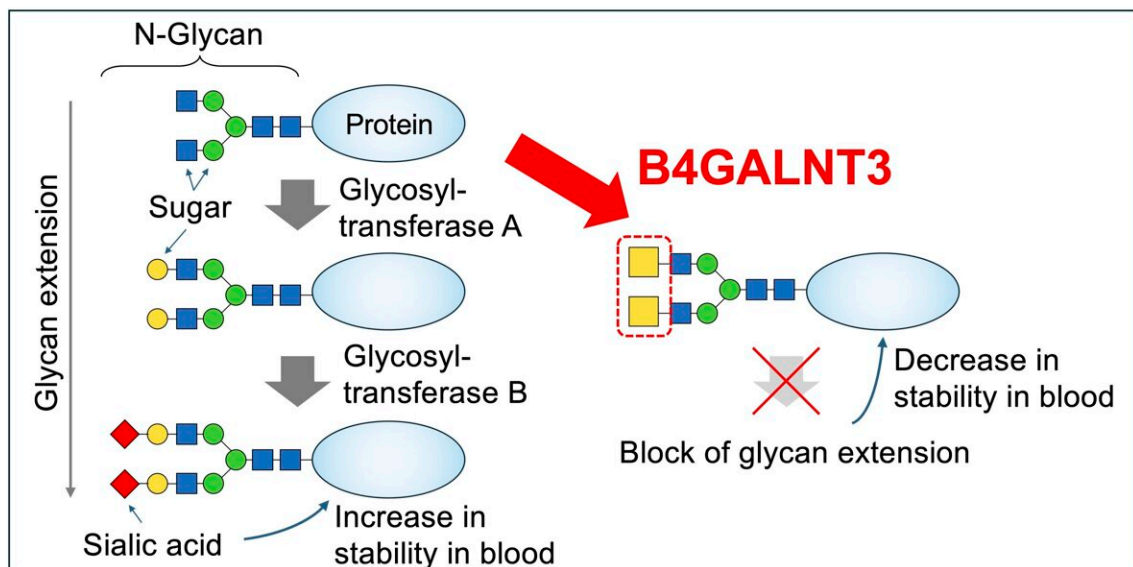 N-Glycan
Protein
Sugar
Glycosyl-
transferase A
Glycan extension
Glycosyl-
transferase B
Sialic acid
Increase in
stability in blood
B4GALNT3
Decrease in
stability in blood
Block of glycan extension